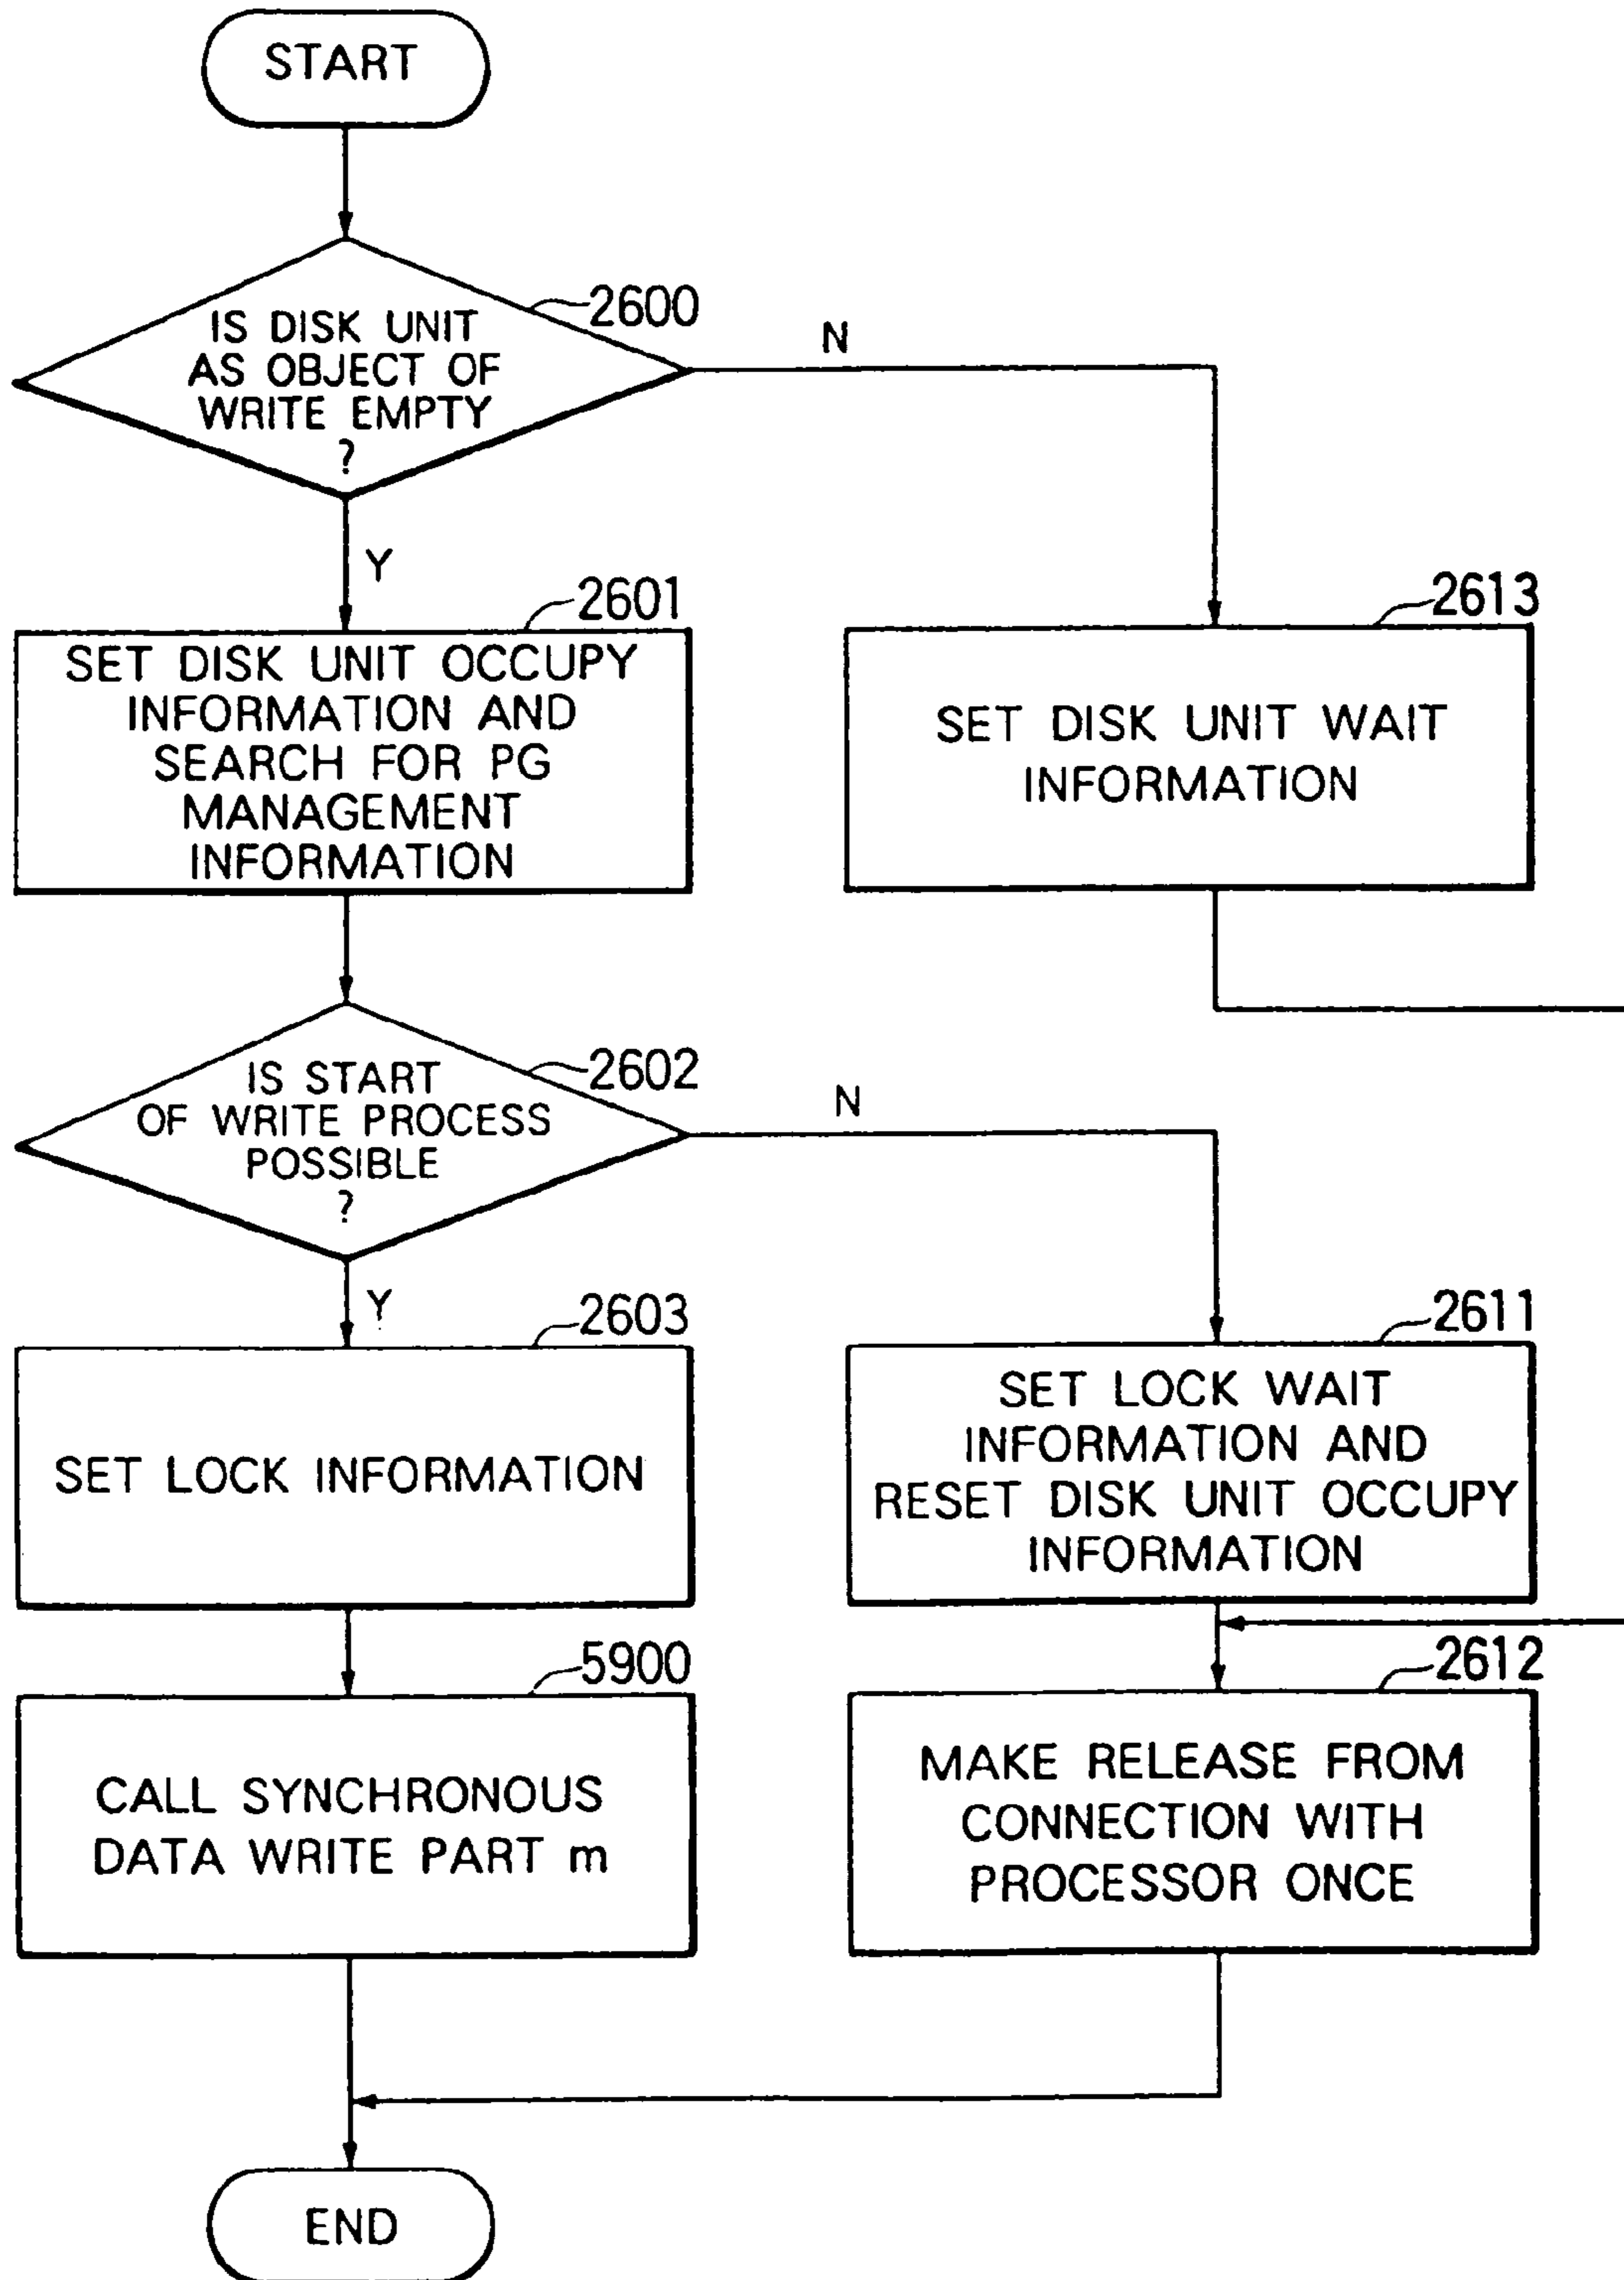 START
2600
IS DISK UNIT
AS OBJECT OF
WRITE EMPTY
?
N
Y
2601
SET DISK UNIT OCCUPY
INFORMATION AND
SEARCH FOR PG
MANAGEMENT
INFORMATION
2613
SET DISK UNIT WAIT
INFORMATION
2602
IS START
OF WRITE PROCESS
POSSIBLE
?
N
Y
2603
SET LOCK INFORMATION
2611
SET LOCK WAIT
INFORMATION AND
RESET DISK UNIT OCCUPY
INFORMATION
5900
CALL SYNCHRONOUS
DATA WRITE PART m
2612
MAKE RELEASE FROM
CONNECTION WITH
PROCESSOR ONCE
END